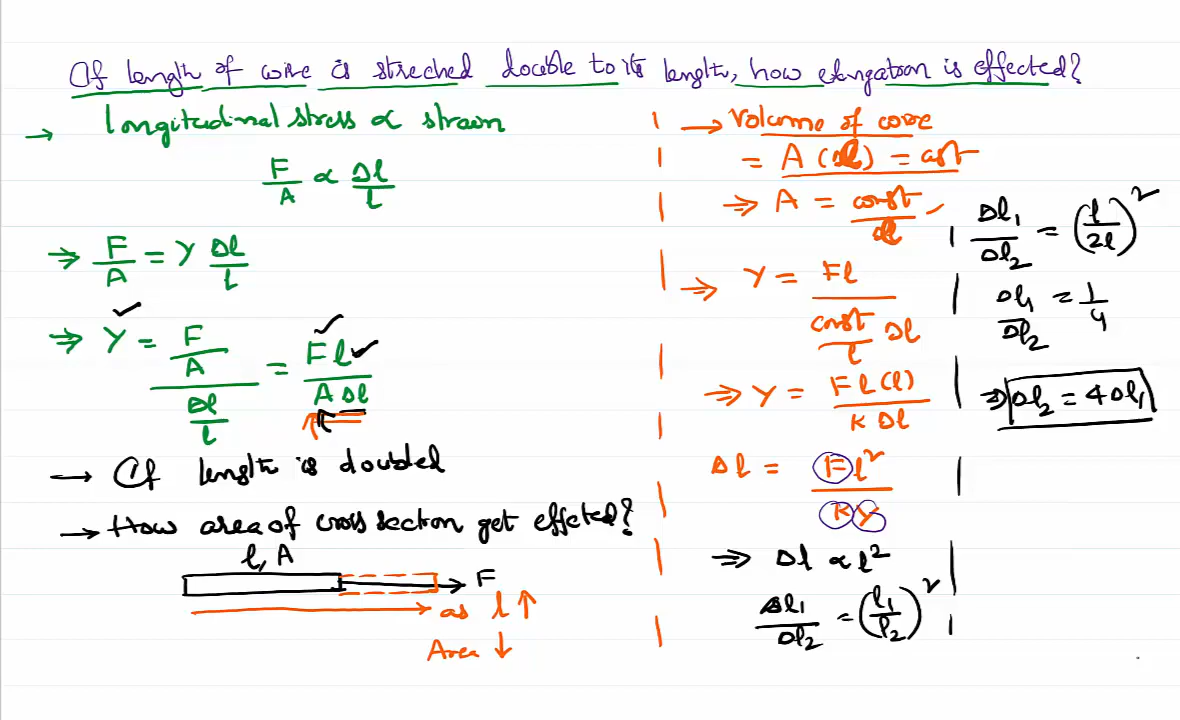 If length of wire is streched double to its length, how elongation is effected?
→ longitudinal stress ∝ strain
F/A ∝ Δl/l
⇒ F/A = Y Δl/l
⇒ Y = (F/A)/(Δl/l) = Fl/(A Δl)
→ If length is doubled
→ How area of cross section get effected?
l, A
F
as l ↑
Area ↓
→ Volume of wire
= A (l) = cost
⇒ A = const/l
⇒ Y = Fl/((const/l) Δl)
⇒ Y = Fl(l)/(K Δl)
Δl = Fl²/(KY)
⇒ Δl ∝ l²
Δl₁/Δl₂ = (l₁/l₂)²
Δl₁/Δl₂ = (l/2l)²
Δl₁/Δl₂ = 1/4
⇒ Δl₂ = 4Δl₁